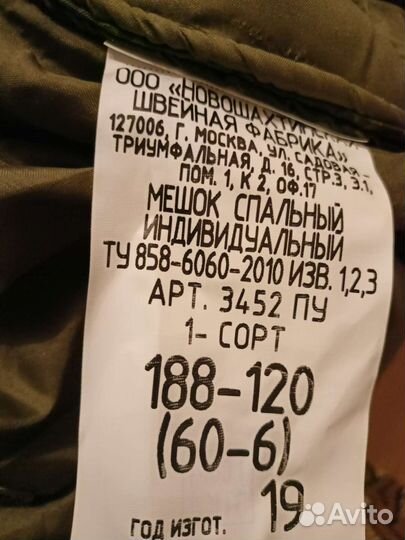 ООО «НОВОШАХТИНСКАЯ
ШВЕЙНАЯ ФАБРИКА»
127006, Г. МОСКВА, УЛ. САДОВАЯ-
ТРИУМФАЛЬНАЯ, Д. 16, СТР.3, Э.1,
ПОМ. 1, К 2, ОФ.17
МЕШОК СПАЛЬНЫЙ
ИНДИВИДУАЛЬНЫЙ
ТУ 858-6060-2010 ИЗВ. 1,2,3
АРТ. 3452 ПУ
1- СОРТ
188-120
(60-6)
19
ГОД ИЗГОТ.
Avito